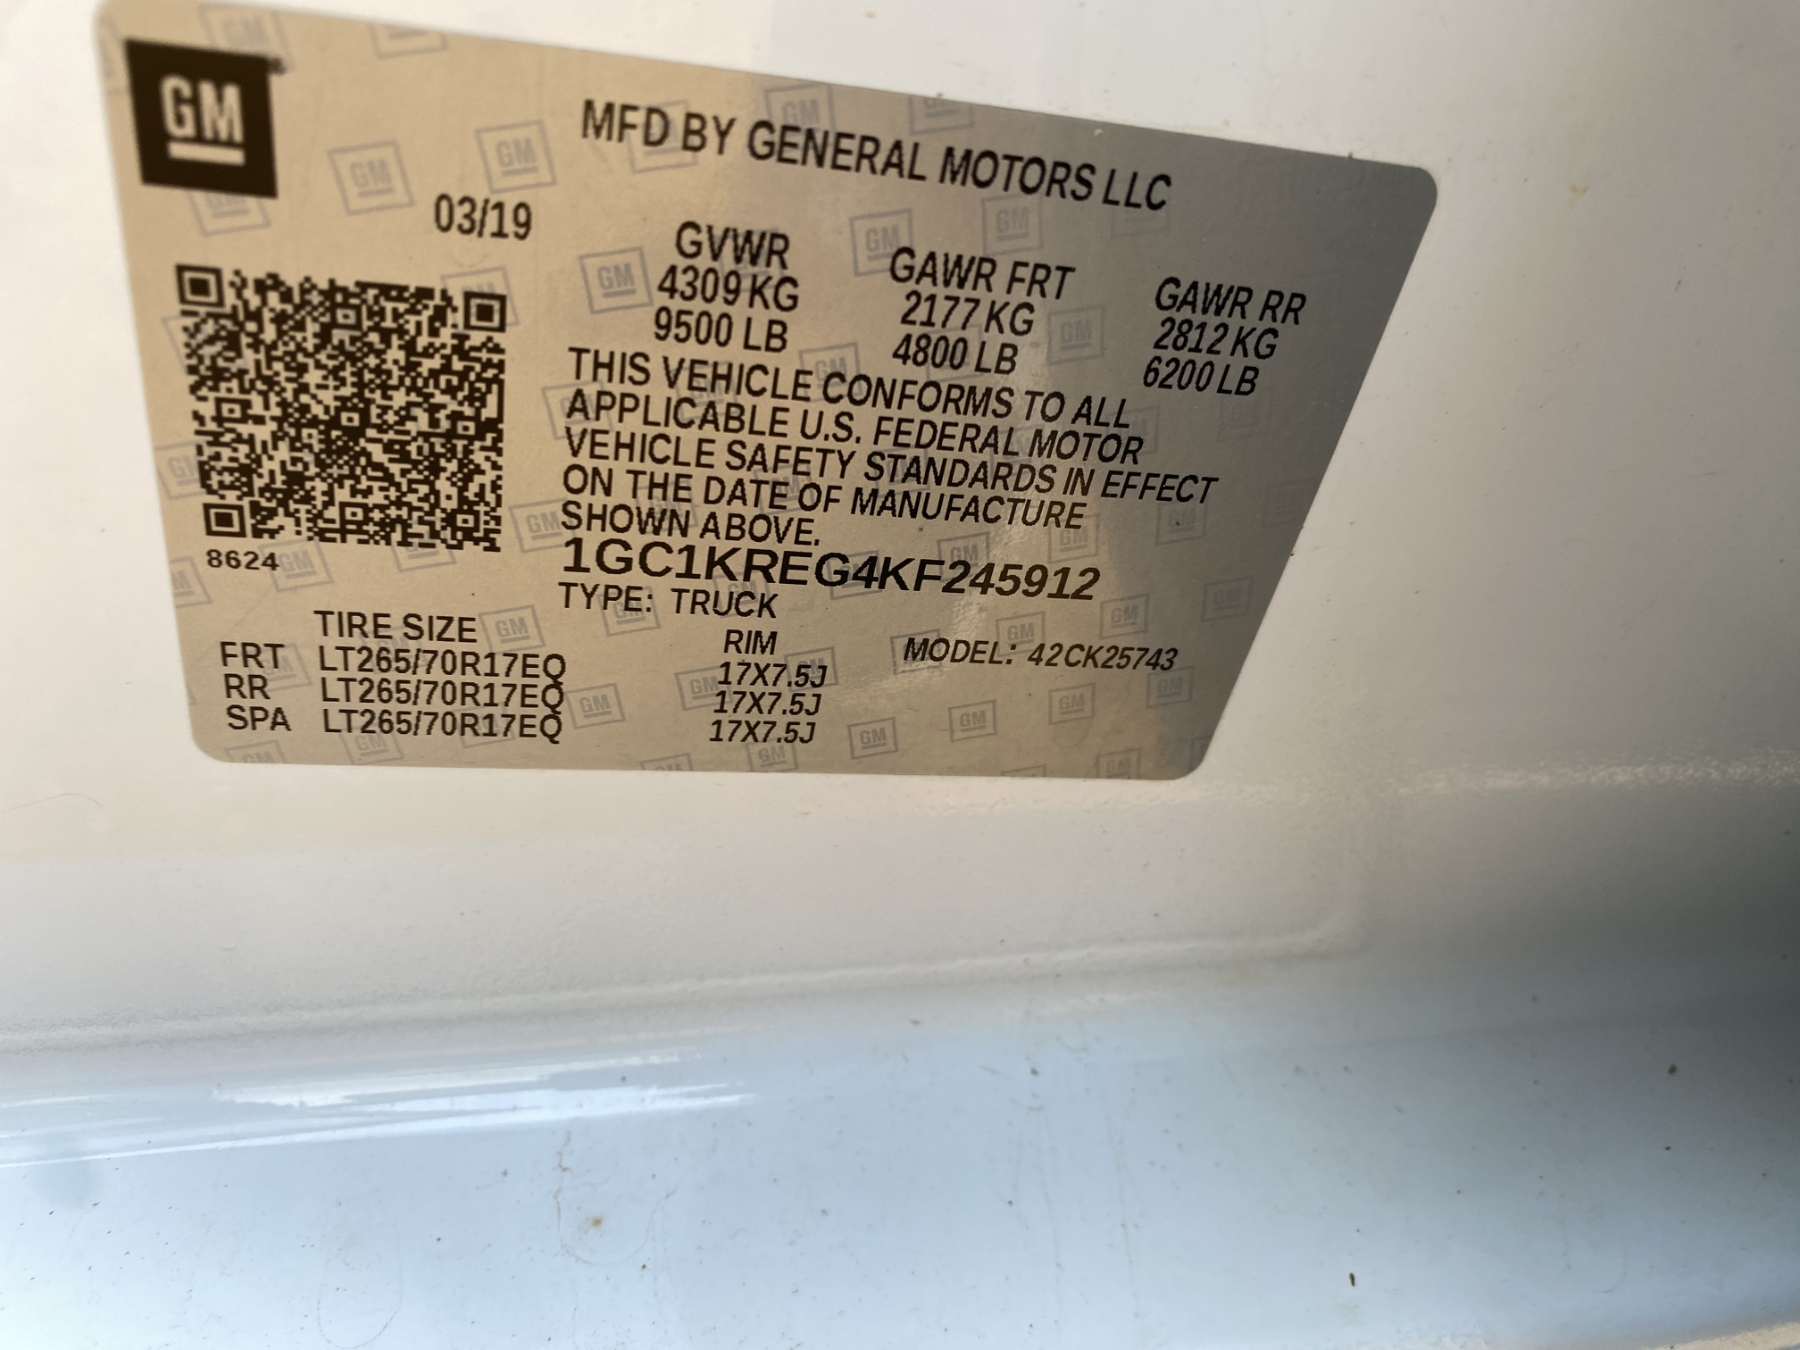 GM
MFD BY GENERAL MOTORS LLC
03/19
GVWR GAWR FRT GAWR RR
4309 KG 2177 KG 2812 KG
9500 LB 4800 LB 6200 LB
THIS VEHICLE CONFORMS TO ALL
APPLICABLE U.S. FEDERAL MOTOR
VEHICLE SAFETY STANDARDS IN EFFECT
ON THE DATE OF MANUFACTURE
SHOWN ABOVE.
8624
1GC1KREG4KF245912
TYPE: TRUCK
TIRE SIZE RIM MODEL: 42CK25743
FRT LT265/70R17EQ 17X7.5J
RR LT265/70R17EQ 17X7.5J
SPA LT265/70R17EQ 17X7.5J